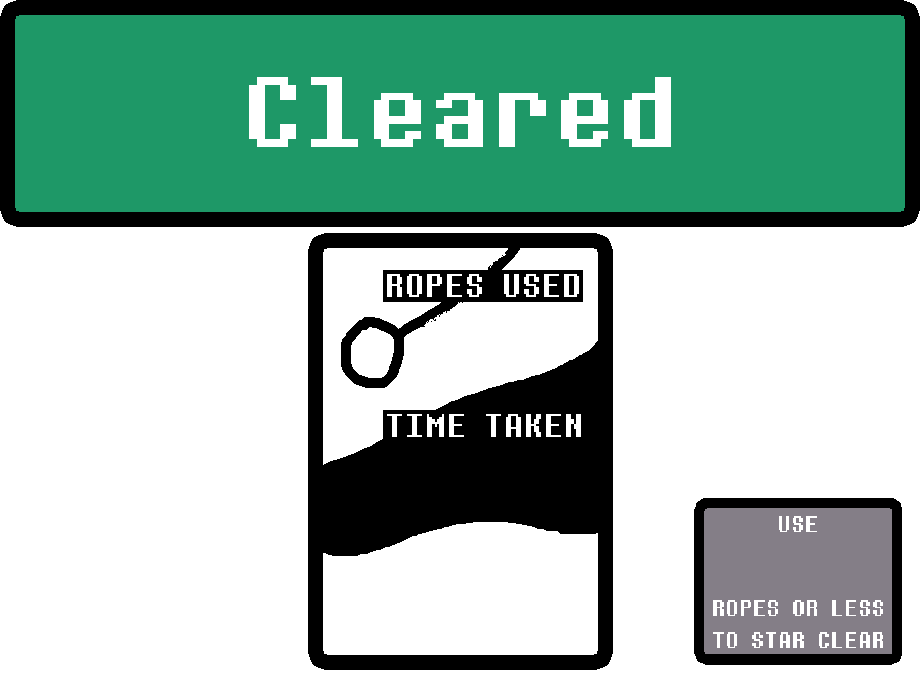 Cleared
ROPES USED
TIME TAKEN
USE
ROPES OR LESS
TO STAR CLEAR